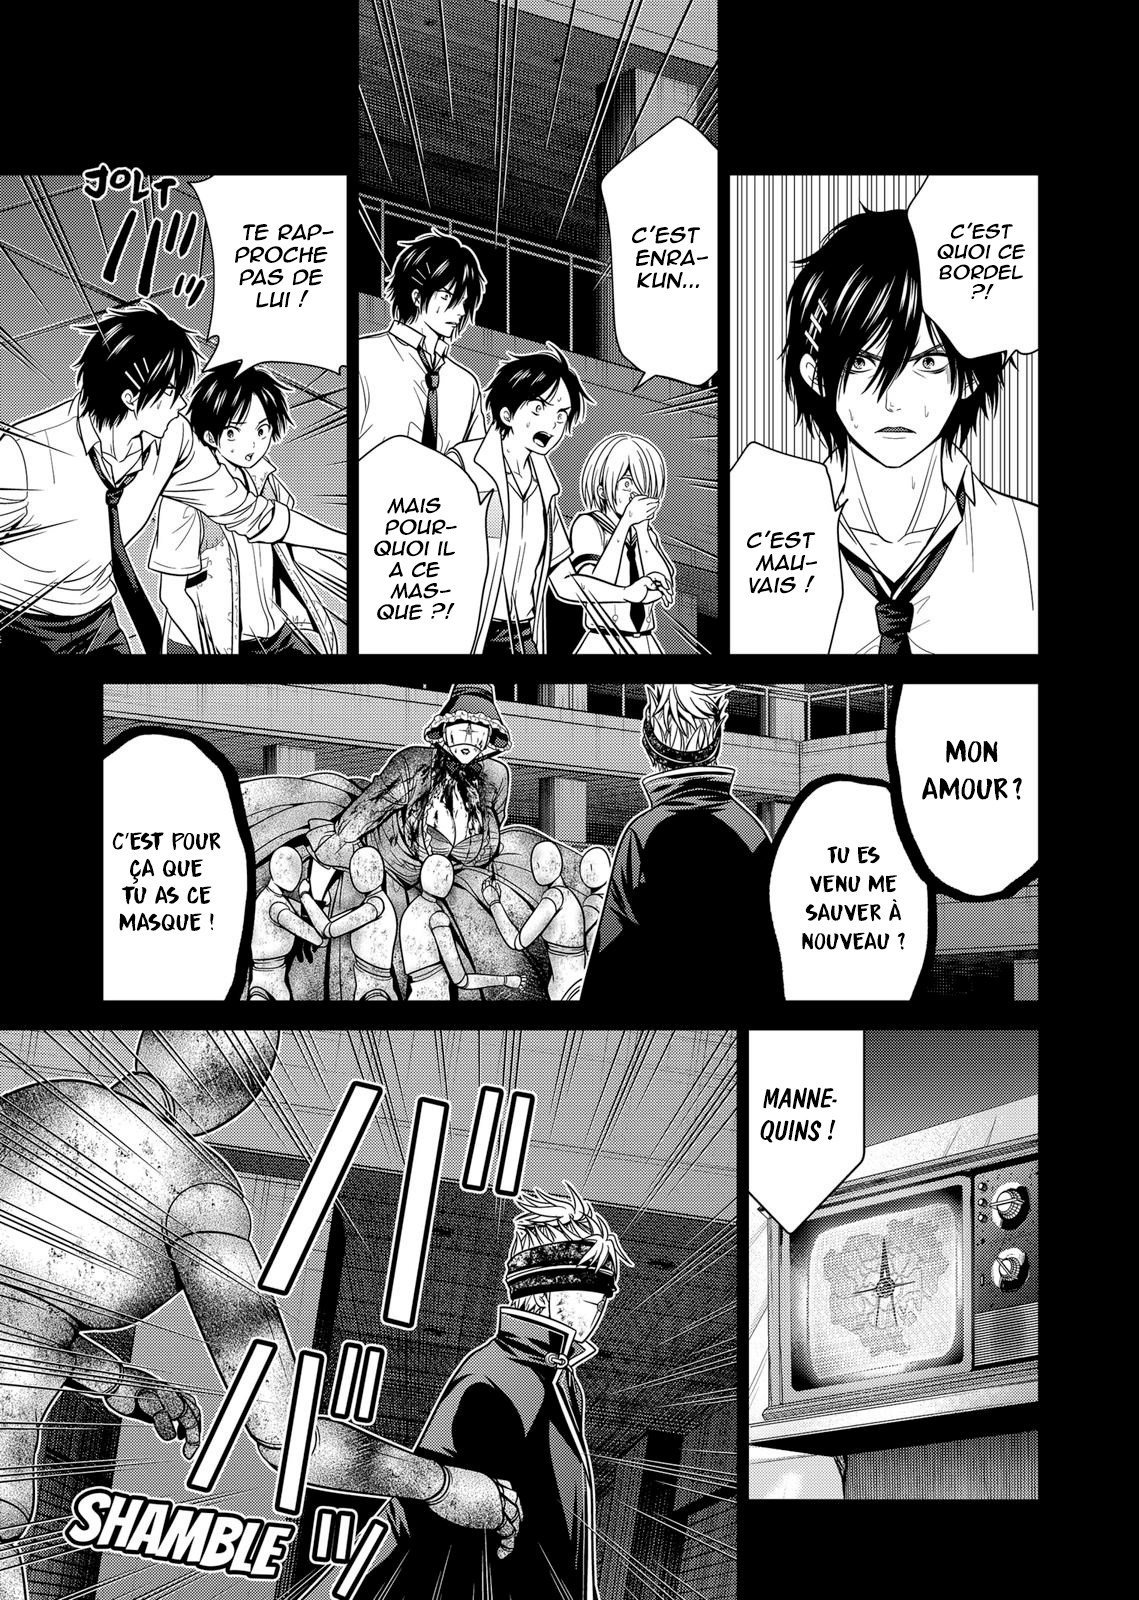 C'EST
QUOI CE
BORDEL
?!
C'EST
MAU-
VAIS !
C'EST
ENRA-
KUN...
MAIS
POUR-
QUOI IL
A CE
MAS-
QUE ?!
JOLT
TE RAP-
PROCHE
PAS DE
LUI !
MON
AMOUR ?
TU ES
VENU ME
SAUVER À
NOUVEAU ?
C'EST POUR
ÇA QUE
TU AS CE
MASQUE !
MANNE-
QUINS !
SHAMBLE